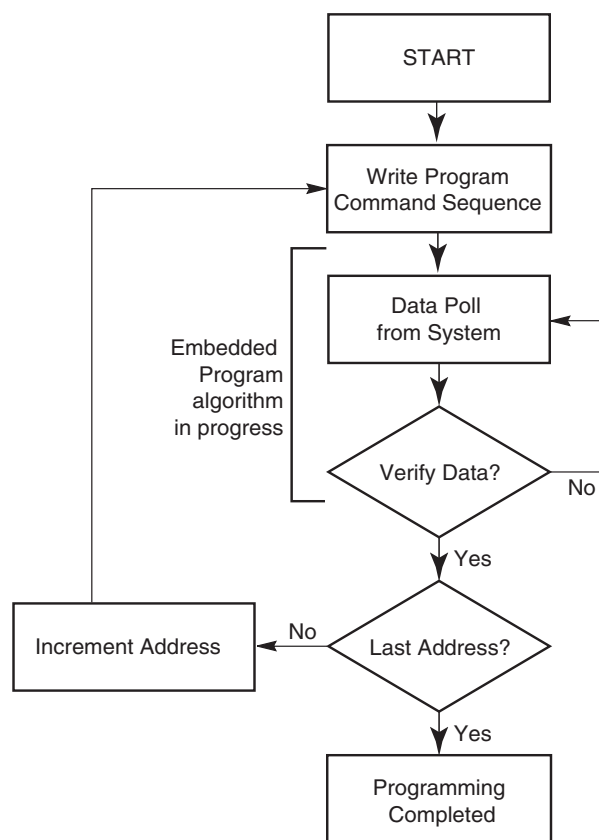 START
Write Program
Command Sequence
Data Poll
from System
Embedded
Program
algorithm
in progress
Verify Data?
No
Yes
Increment Address
No
Last Address?
Yes
Programming
Completed